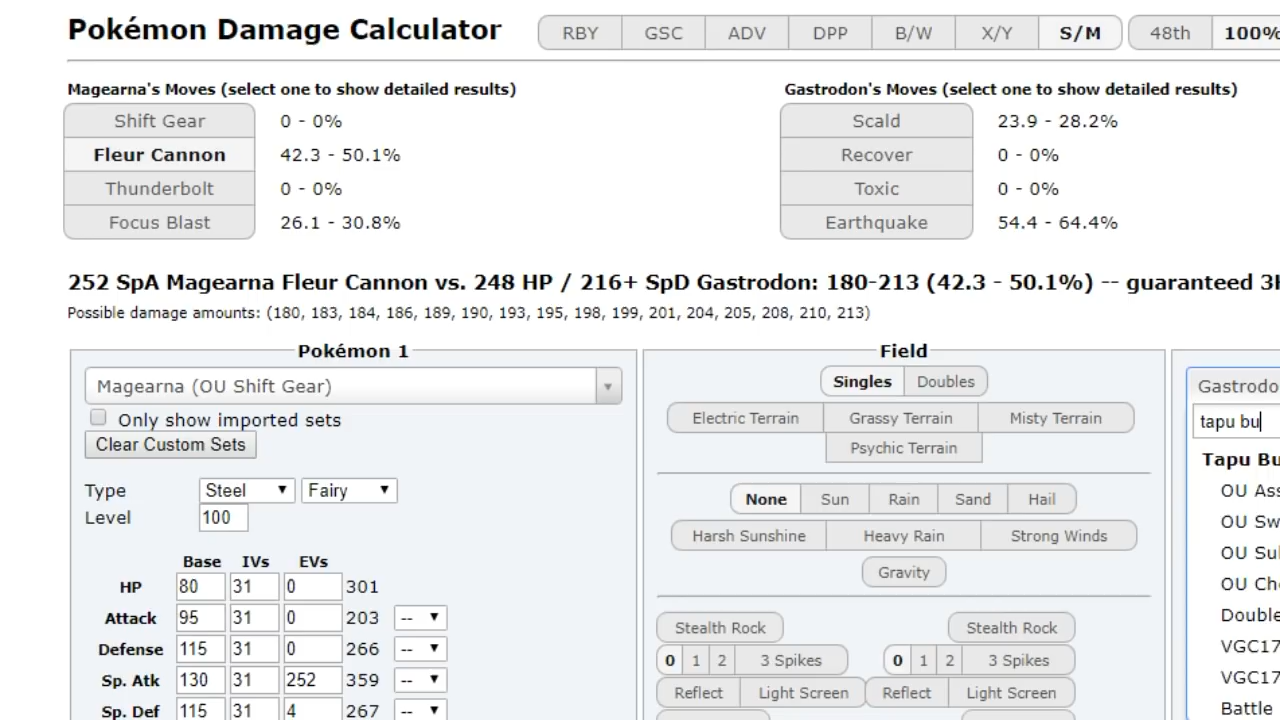 Pokémon Damage Calculator
RBY GSC ADV DPP B/W X/Y S/M 48th 100%
Magearna's Moves (select one to show detailed results)
Gastrodon's Moves (select one to show detailed results)
Shift Gear 0 - 0%
Fleur Cannon 42.3 - 50.1%
Thunderbolt 0 - 0%
Focus Blast 26.1 - 30.8%
Scald 23.9 - 28.2%
Recover 0 - 0%
Toxic 0 - 0%
Earthquake 54.4 - 64.4%
252 SpA Magearna Fleur Cannon vs. 248 HP / 216+ SpD Gastrodon: 180-213 (42.3 - 50.1%) -- guaranteed 3H
Possible damage amounts: (180, 183, 184, 186, 189, 190, 193, 195, 198, 199, 201, 204, 205, 208, 210, 213)
Pokémon 1
Magearna (OU Shift Gear)
Only show imported sets
Clear Custom Sets
Type Steel Fairy
Level 100
Base IVs EVs
HP 80 31 0 301
Attack 95 31 0 203 --
Defense 115 31 0 266 --
Sp. Atk 130 31 252 359 --
Sp. Def 115 31 4 267 --
Field
Singles Doubles
Electric Terrain Grassy Terrain Misty Terrain
Psychic Terrain
None Sun Rain Sand Hail
Harsh Sunshine Heavy Rain Strong Winds
Gravity
Stealth Rock Stealth Rock
0 1 2 3 Spikes 0 1 2 3 Spikes
Reflect Light Screen Reflect Light Screen
Gastrodo
tapu bu
Tapu Bu
OU Ass
OU Sw
OU Sul
OU Cho
Double
VGC17
VGC17
Battle